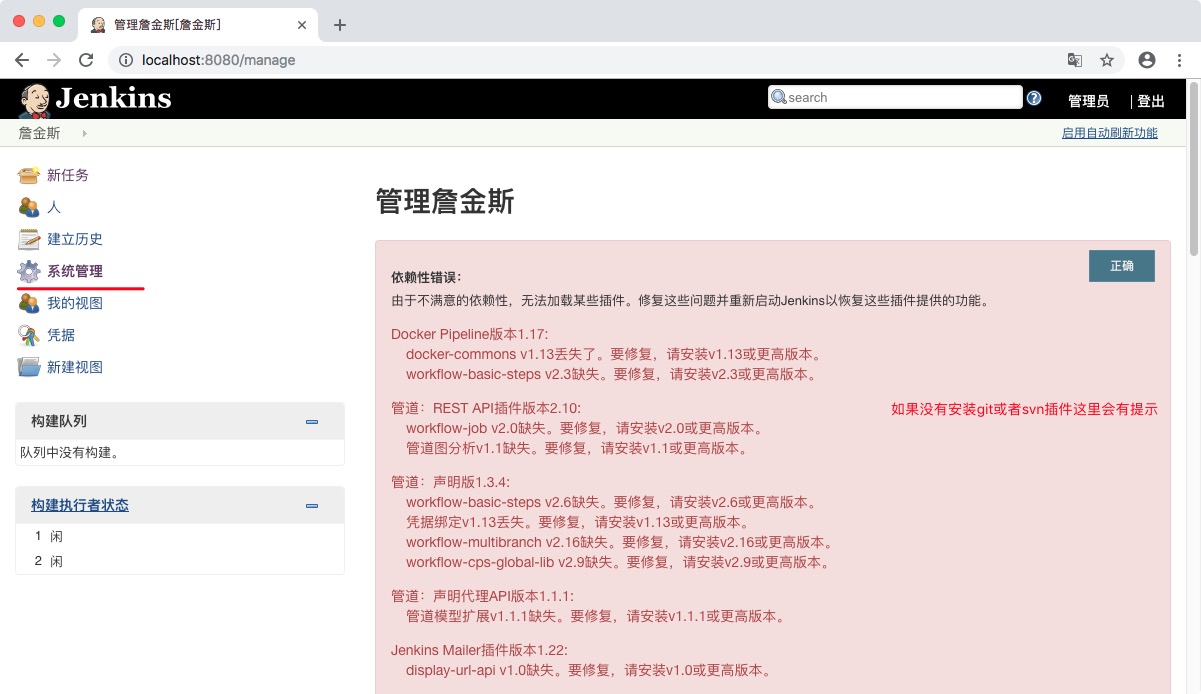 管理詹金斯[詹金斯]
localhost:8080/manage
Jenkins
search
管理员 | 登出
詹金斯
启用自动刷新功能
新任务
人
建立历史
系统管理
我的视图
凭据
新建视图
构建队列
队列中没有构建。
构建执行者状态
1 闲
2 闲
管理詹金斯
正确
依赖性错误：
由于不满意的依赖性，无法加载某些插件。修复这些问题并重新启动Jenkins以恢复这些插件提供的功能。
Docker Pipeline版本1.17:
docker-commons v1.13丢失了。要修复，请安装v1.13或更高版本。
workflow-basic-steps v2.3缺失。要修复，请安装v2.3或更高版本。
管道：REST API插件版本2.10:
如果没有安装git或者svn插件这里会有提示
workflow-job v2.0缺失。要修复，请安装v2.0或更高版本。
管道图分析v1.1缺失。要修复，请安装v1.1或更高版本。
管道：声明版1.3.4:
workflow-basic-steps v2.6缺失。要修复，请安装v2.6或更高版本。
凭据绑定v1.13丢失。要修复，请安装v1.13或更高版本。
workflow-multibranch v2.16缺失。要修复，请安装v2.16或更高版本。
workflow-cps-global-lib v2.9缺失。要修复，请安装v2.9或更高版本。
管道：声明代理API版本1.1.1:
管道模型扩展v1.1.1缺失。要修复，请安装v1.1.1或更高版本。
Jenkins Mailer插件版本1.22:
display-url-api v1.0缺失。要修复，请安装v1.0或更高版本。